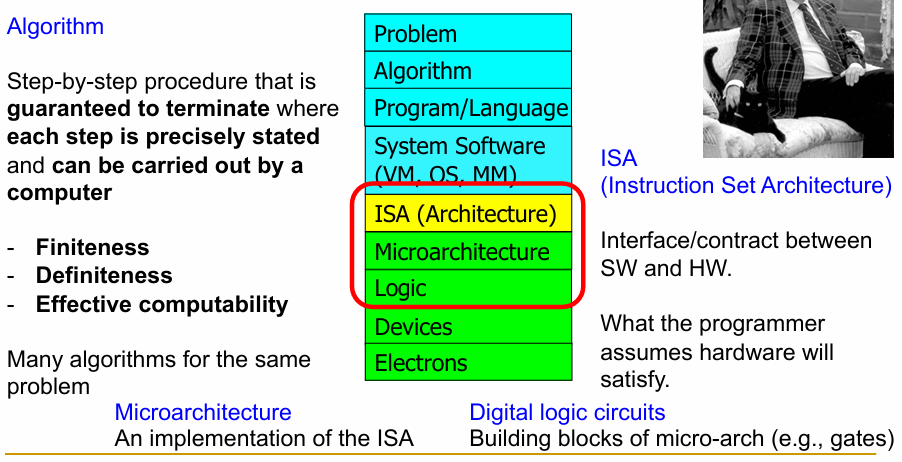 Algorithm
Step-by-step procedure that is
guaranteed to terminate where
each step is precisely stated
and can be carried out by a
computer
- Finiteness
- Definiteness
- Effective computability
Many algorithms for the same
problem
Problem
Algorithm
Program/Language
System Software
(VM, OS, MM)
ISA (Architecture)
Microarchitecture
Logic
Devices
Electrons
ISA
(Instruction Set Architecture)
Interface/contract between
SW and HW.
What the programmer
assumes hardware will
satisfy.
Microarchitecture
An implementation of the ISA
Digital logic circuits
Building blocks of micro-arch (e.g., gates)